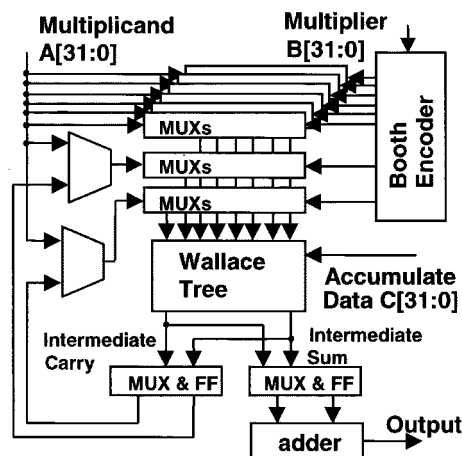 Multiplicand
A[31:0]
Multiplier
B[31:0]
MUXs
MUXs
MUXs
Booth
Encoder
Wallace
Tree
Accumulate
Data C[31:0]
Intermediate
Carry
Intermediate
Sum
MUX & FF
MUX & FF
adder
Output